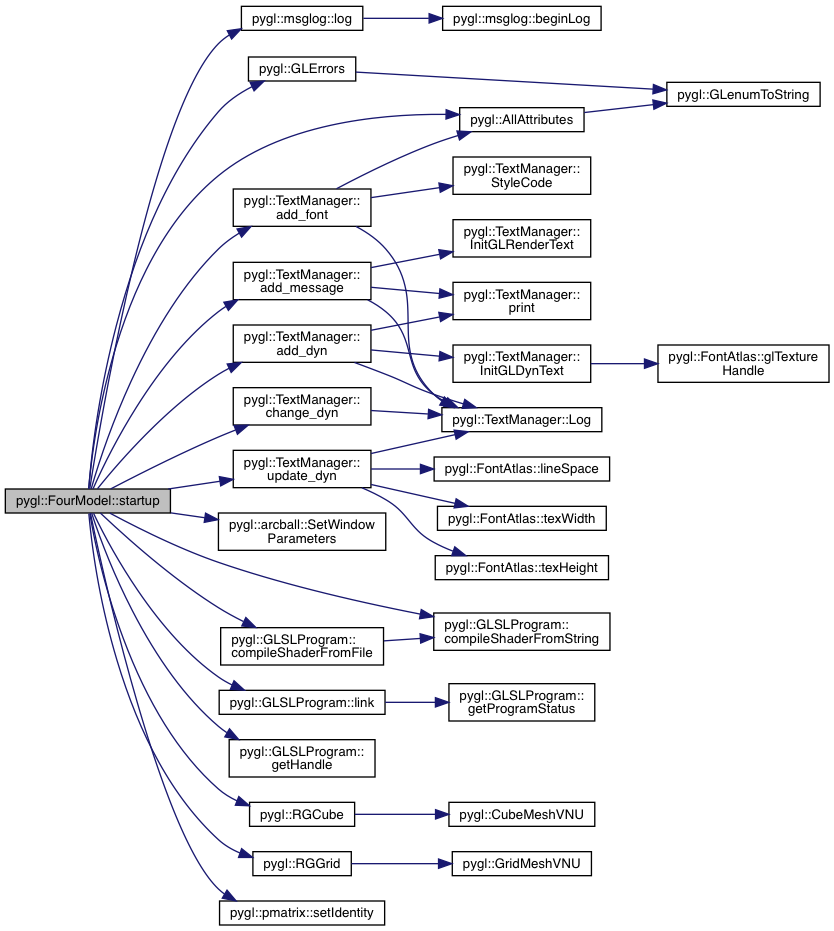 pygl::msglog::log
pygl::msglog::beginLog
pygl::GLErrors
pygl::GLenumToString
pygl::AllAttributes
pygl::TextManager::
StyleCode
pygl::TextManager::
add_font
pygl::TextManager::
InitGLRenderText
pygl::TextManager::
add_message
pygl::TextManager::
print
pygl::TextManager::
add_dyn
pygl::TextManager::
InitGLDynText
pygl::FontAtlas::glTexture
Handle
pygl::TextManager::
change_dyn
pygl::TextManager::Log
pygl::TextManager::
update_dyn
pygl::FontAtlas::lineSpace
pygl::FourModel::startup
pygl::FontAtlas::texWidth
pygl::arcball::SetWindow
Parameters
pygl::FontAtlas::texHeight
pygl::GLSLProgram::
compileShaderFromString
pygl::GLSLProgram::
compileShaderFromFile
pygl::GLSLProgram::link
pygl::GLSLProgram::
getProgramStatus
pygl::GLSLProgram::
getHandle
pygl::RGCube
pygl::CubeMeshVNU
pygl::RGGrid
pygl::GridMeshVNU
pygl::pmatrix::setIdentity